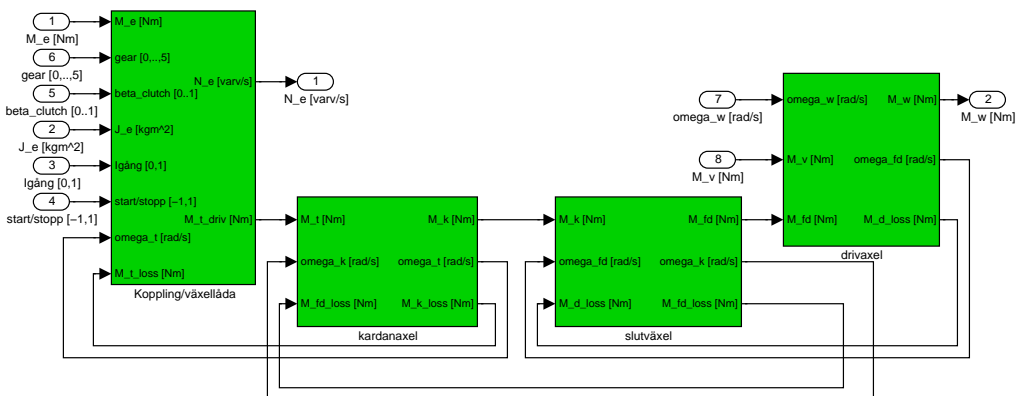 1
M_e [Nm]
6
gear [0,..,5]
5
beta_clutch [0..1]
2
J_e [kgm^2]
3
Igång [0,1]
4
start/stopp [−1,1]
M_e [Nm]
gear [0,..,5]
beta_clutch [0..1]
J_e [kgm^2]
Igång [0,1]
start/stopp [−1,1]
omega_t [rad/s]
M_t_loss [Nm]
N_e [varv/s]
M_t_driv [Nm]
Koppling/växellåda
1
N_e [varv/s]
M_t [Nm]
omega_k [rad/s]
M_fd_loss [Nm]
M_k [Nm]
omega_t [rad/s]
M_k_loss [Nm]
kardanaxel
M_k [Nm]
omega_fd [rad/s]
M_d_loss [Nm]
M_fd [Nm]
omega_k [rad/s]
M_fd_loss [Nm]
slutväxel
7
omega_w [rad/s]
8
M_v [Nm]
omega_w [rad/s]
M_v [Nm]
M_fd [Nm]
M_w [Nm]
omega_fd [rad/s]
M_d_loss [Nm]
drivaxel
2
M_w [Nm]